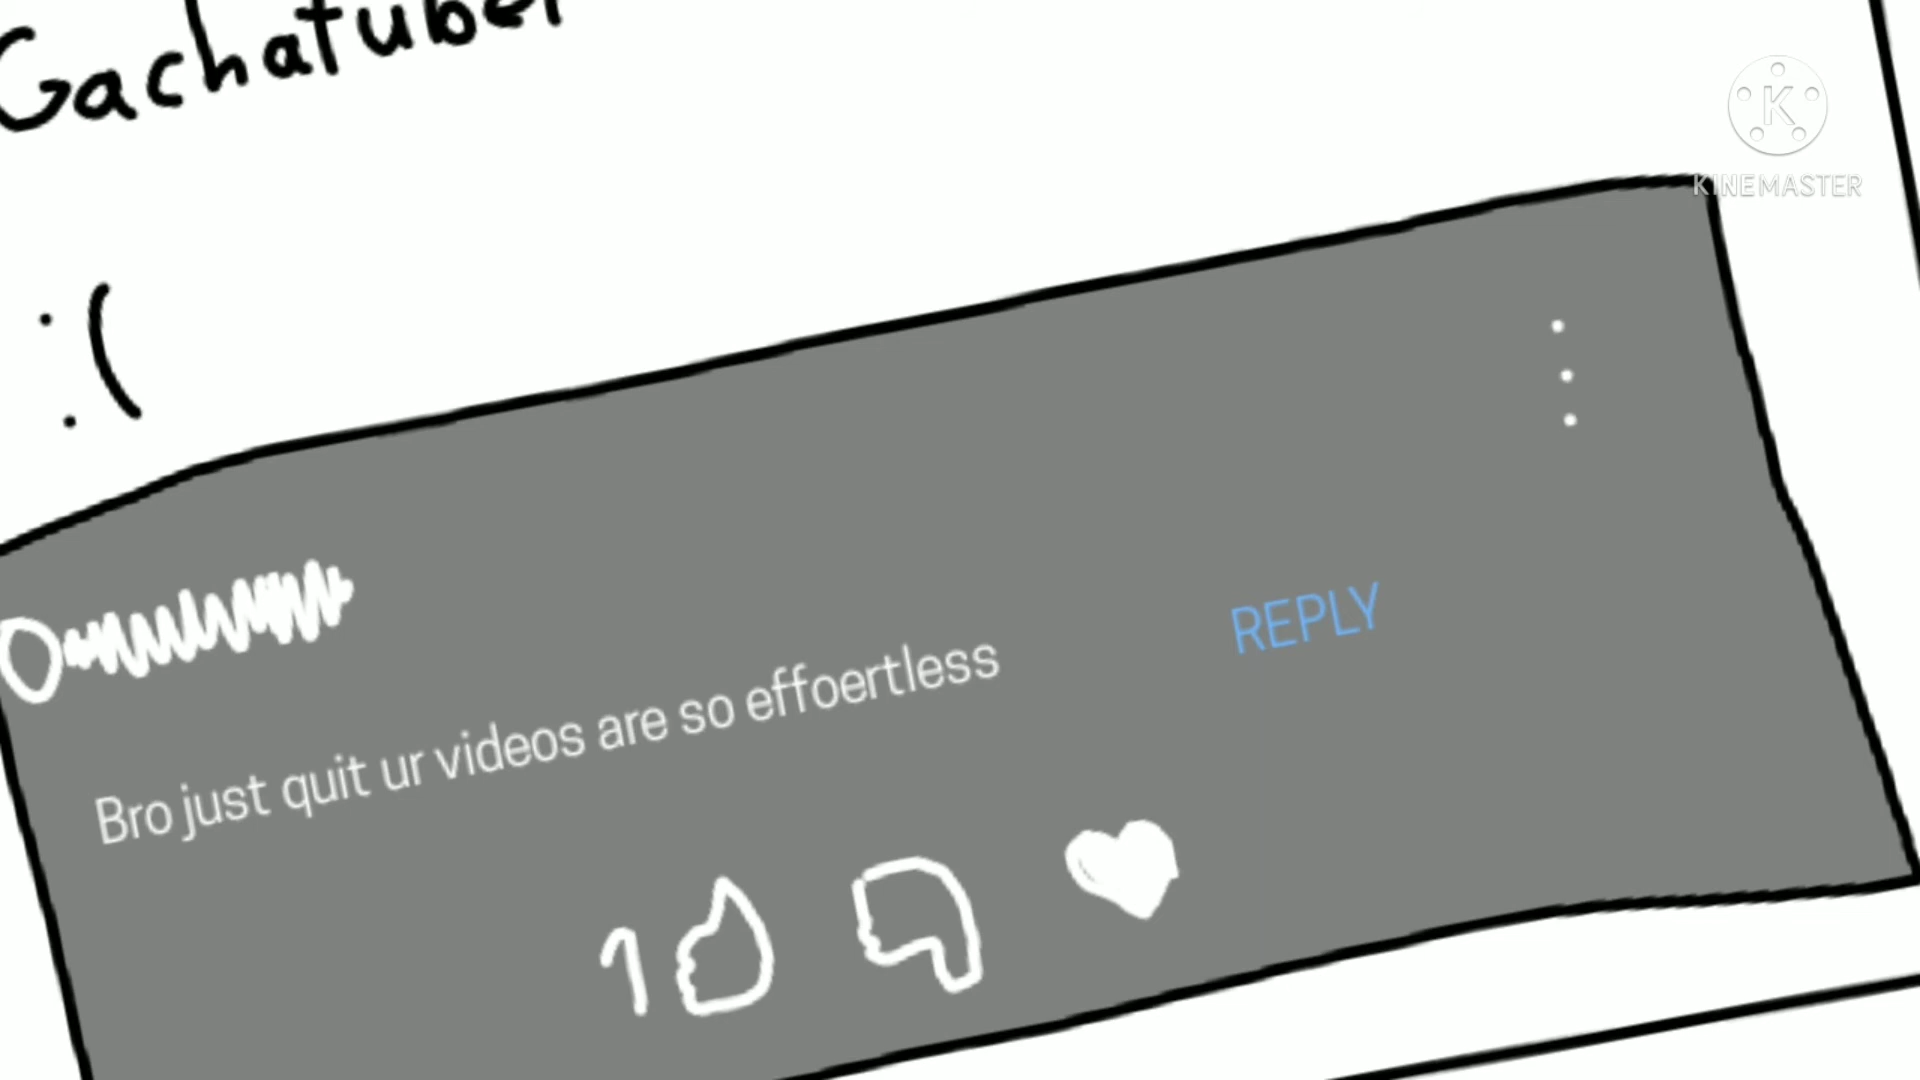 Gachatuber
K
KINEMASTER
:(
Bro just quit ur videos are so effoertless
REPLY
1